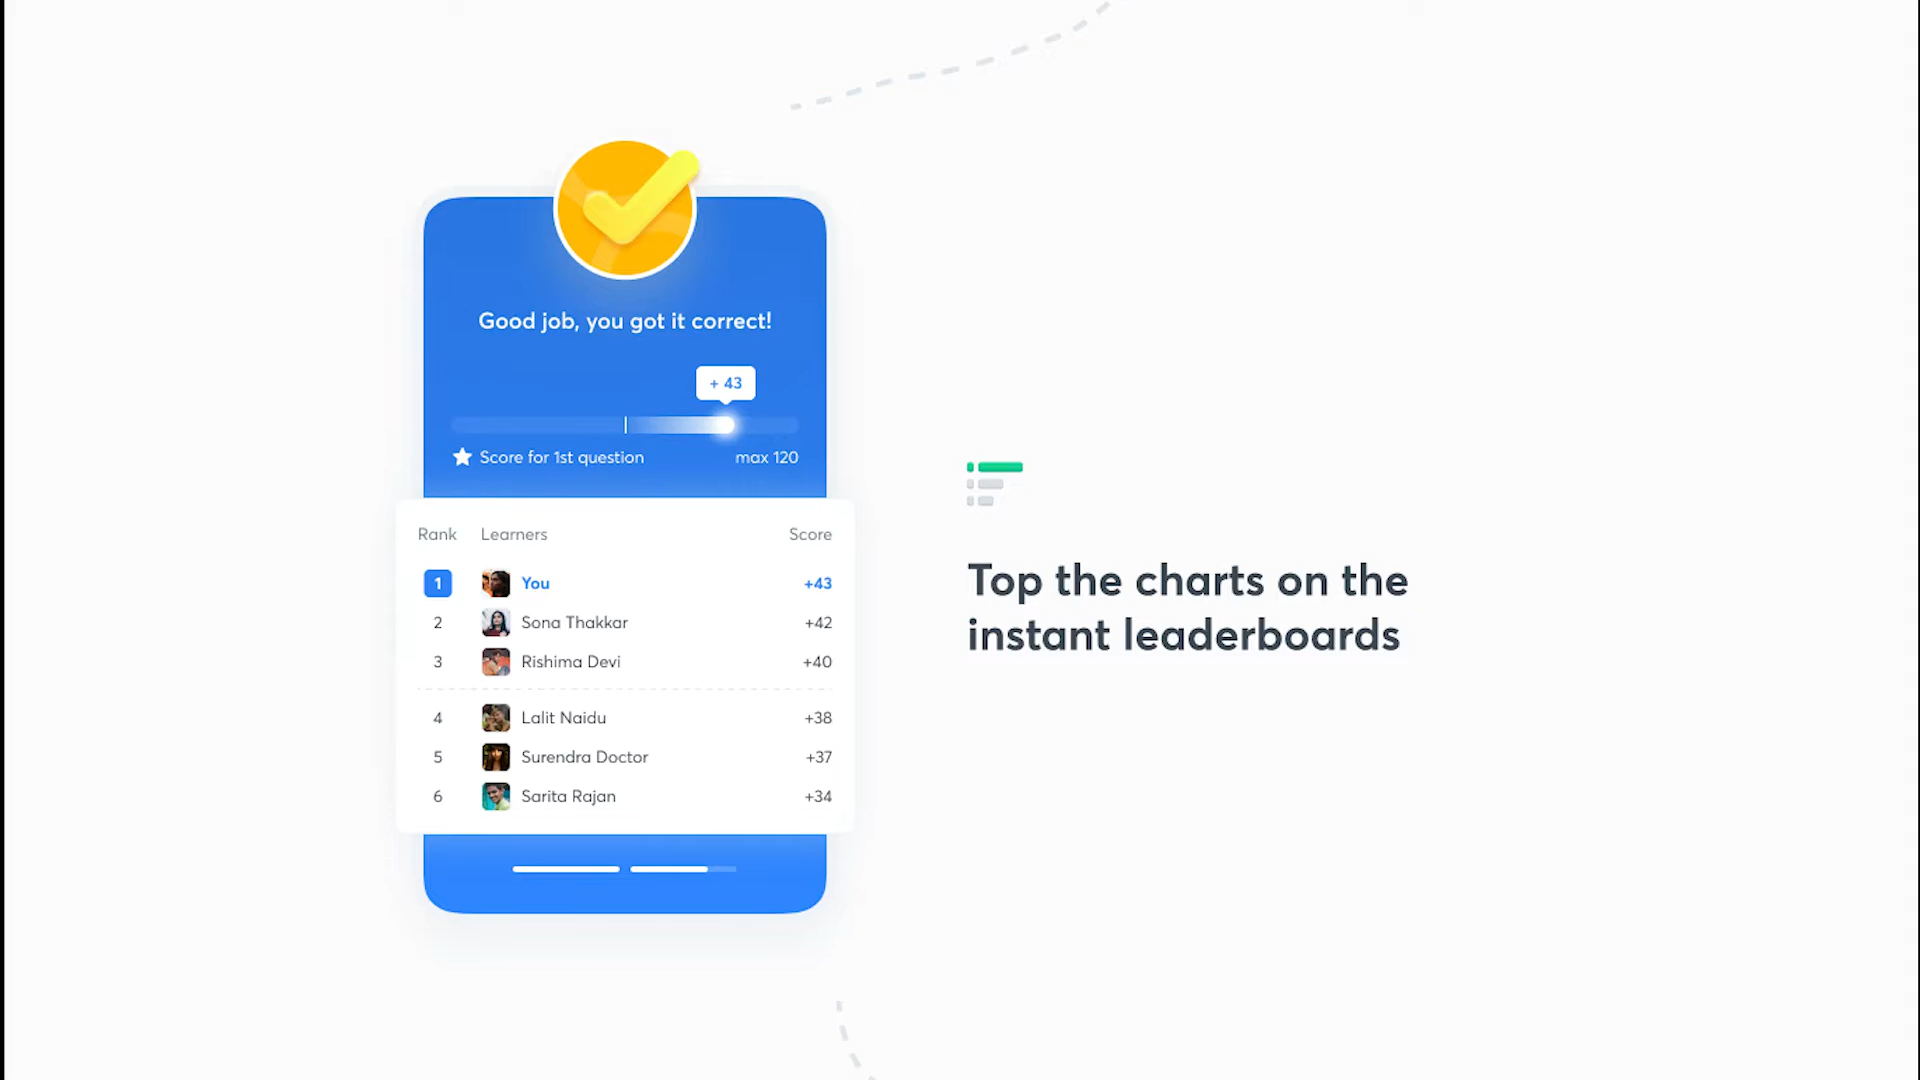 Good job, you got it correct!
+ 43
Score for 1st question max 120
Rank Learners Score
1 You +43
2 Sona Thakkar +42
3 Rishima Devi +40
4 Lalit Naidu +38
5 Surendra Doctor +37
6 Sarita Rajan +34
Top the charts on the
instant leaderboards